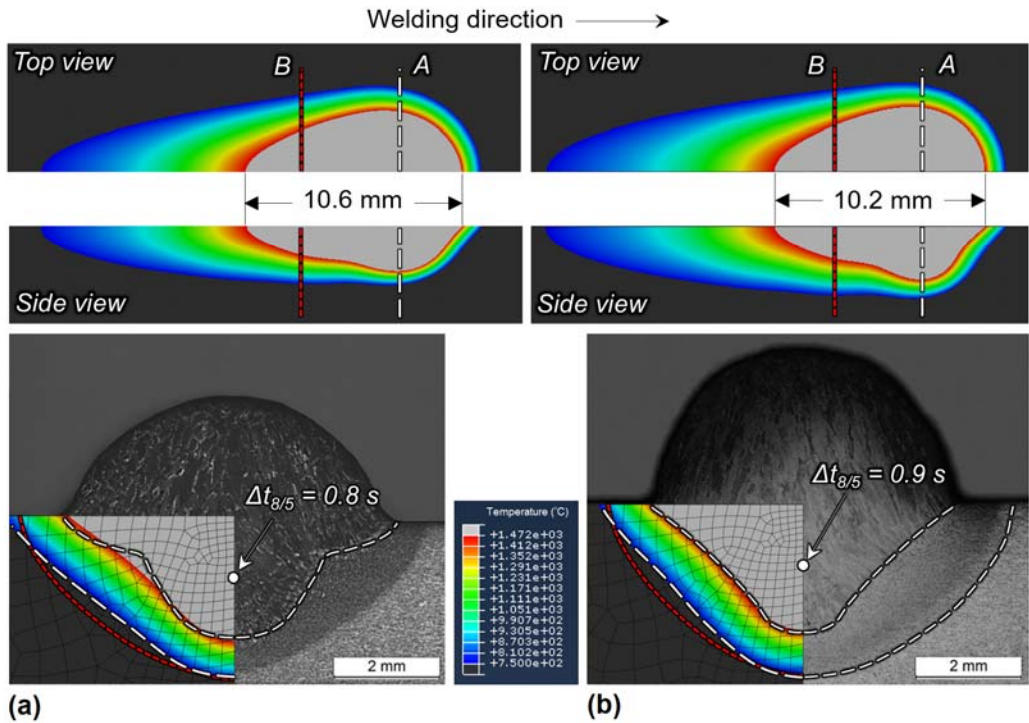 Welding direction
Top view
B
A
Top view
B
A
10.6 mm
10.2 mm
Side view
Side view
Δt8/5 = 0.8 s
Δt8/5 = 0.9 s
Temperature (°C)
+1.472e+03
+1.412e+03
+1.352e+03
+1.291e+03
+1.231e+03
+1.171e+03
+1.111e+03
+1.051e+03
+9.907e+02
+9.305e+02
+8.703e+02
+8.102e+02
+7.500e+02
2 mm
2 mm
(a)
(b)